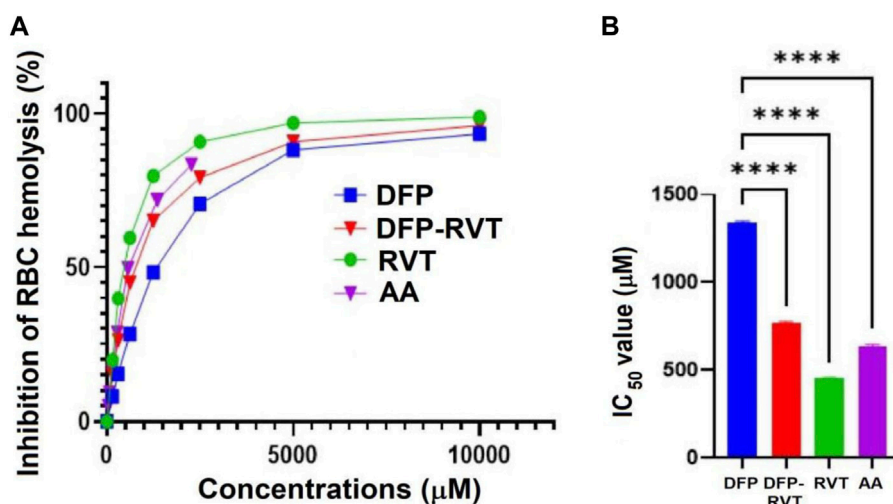 A
Inhibition of RBC hemolysis (%)
100
50
0
0
5000
10000
Concentrations (μM)
DFP
DFP-RVT
RVT
AA
B
****
****
****
IC50 value (μM)
1500
1000
500
0
DFP
DFP-
RVT
RVT
AA